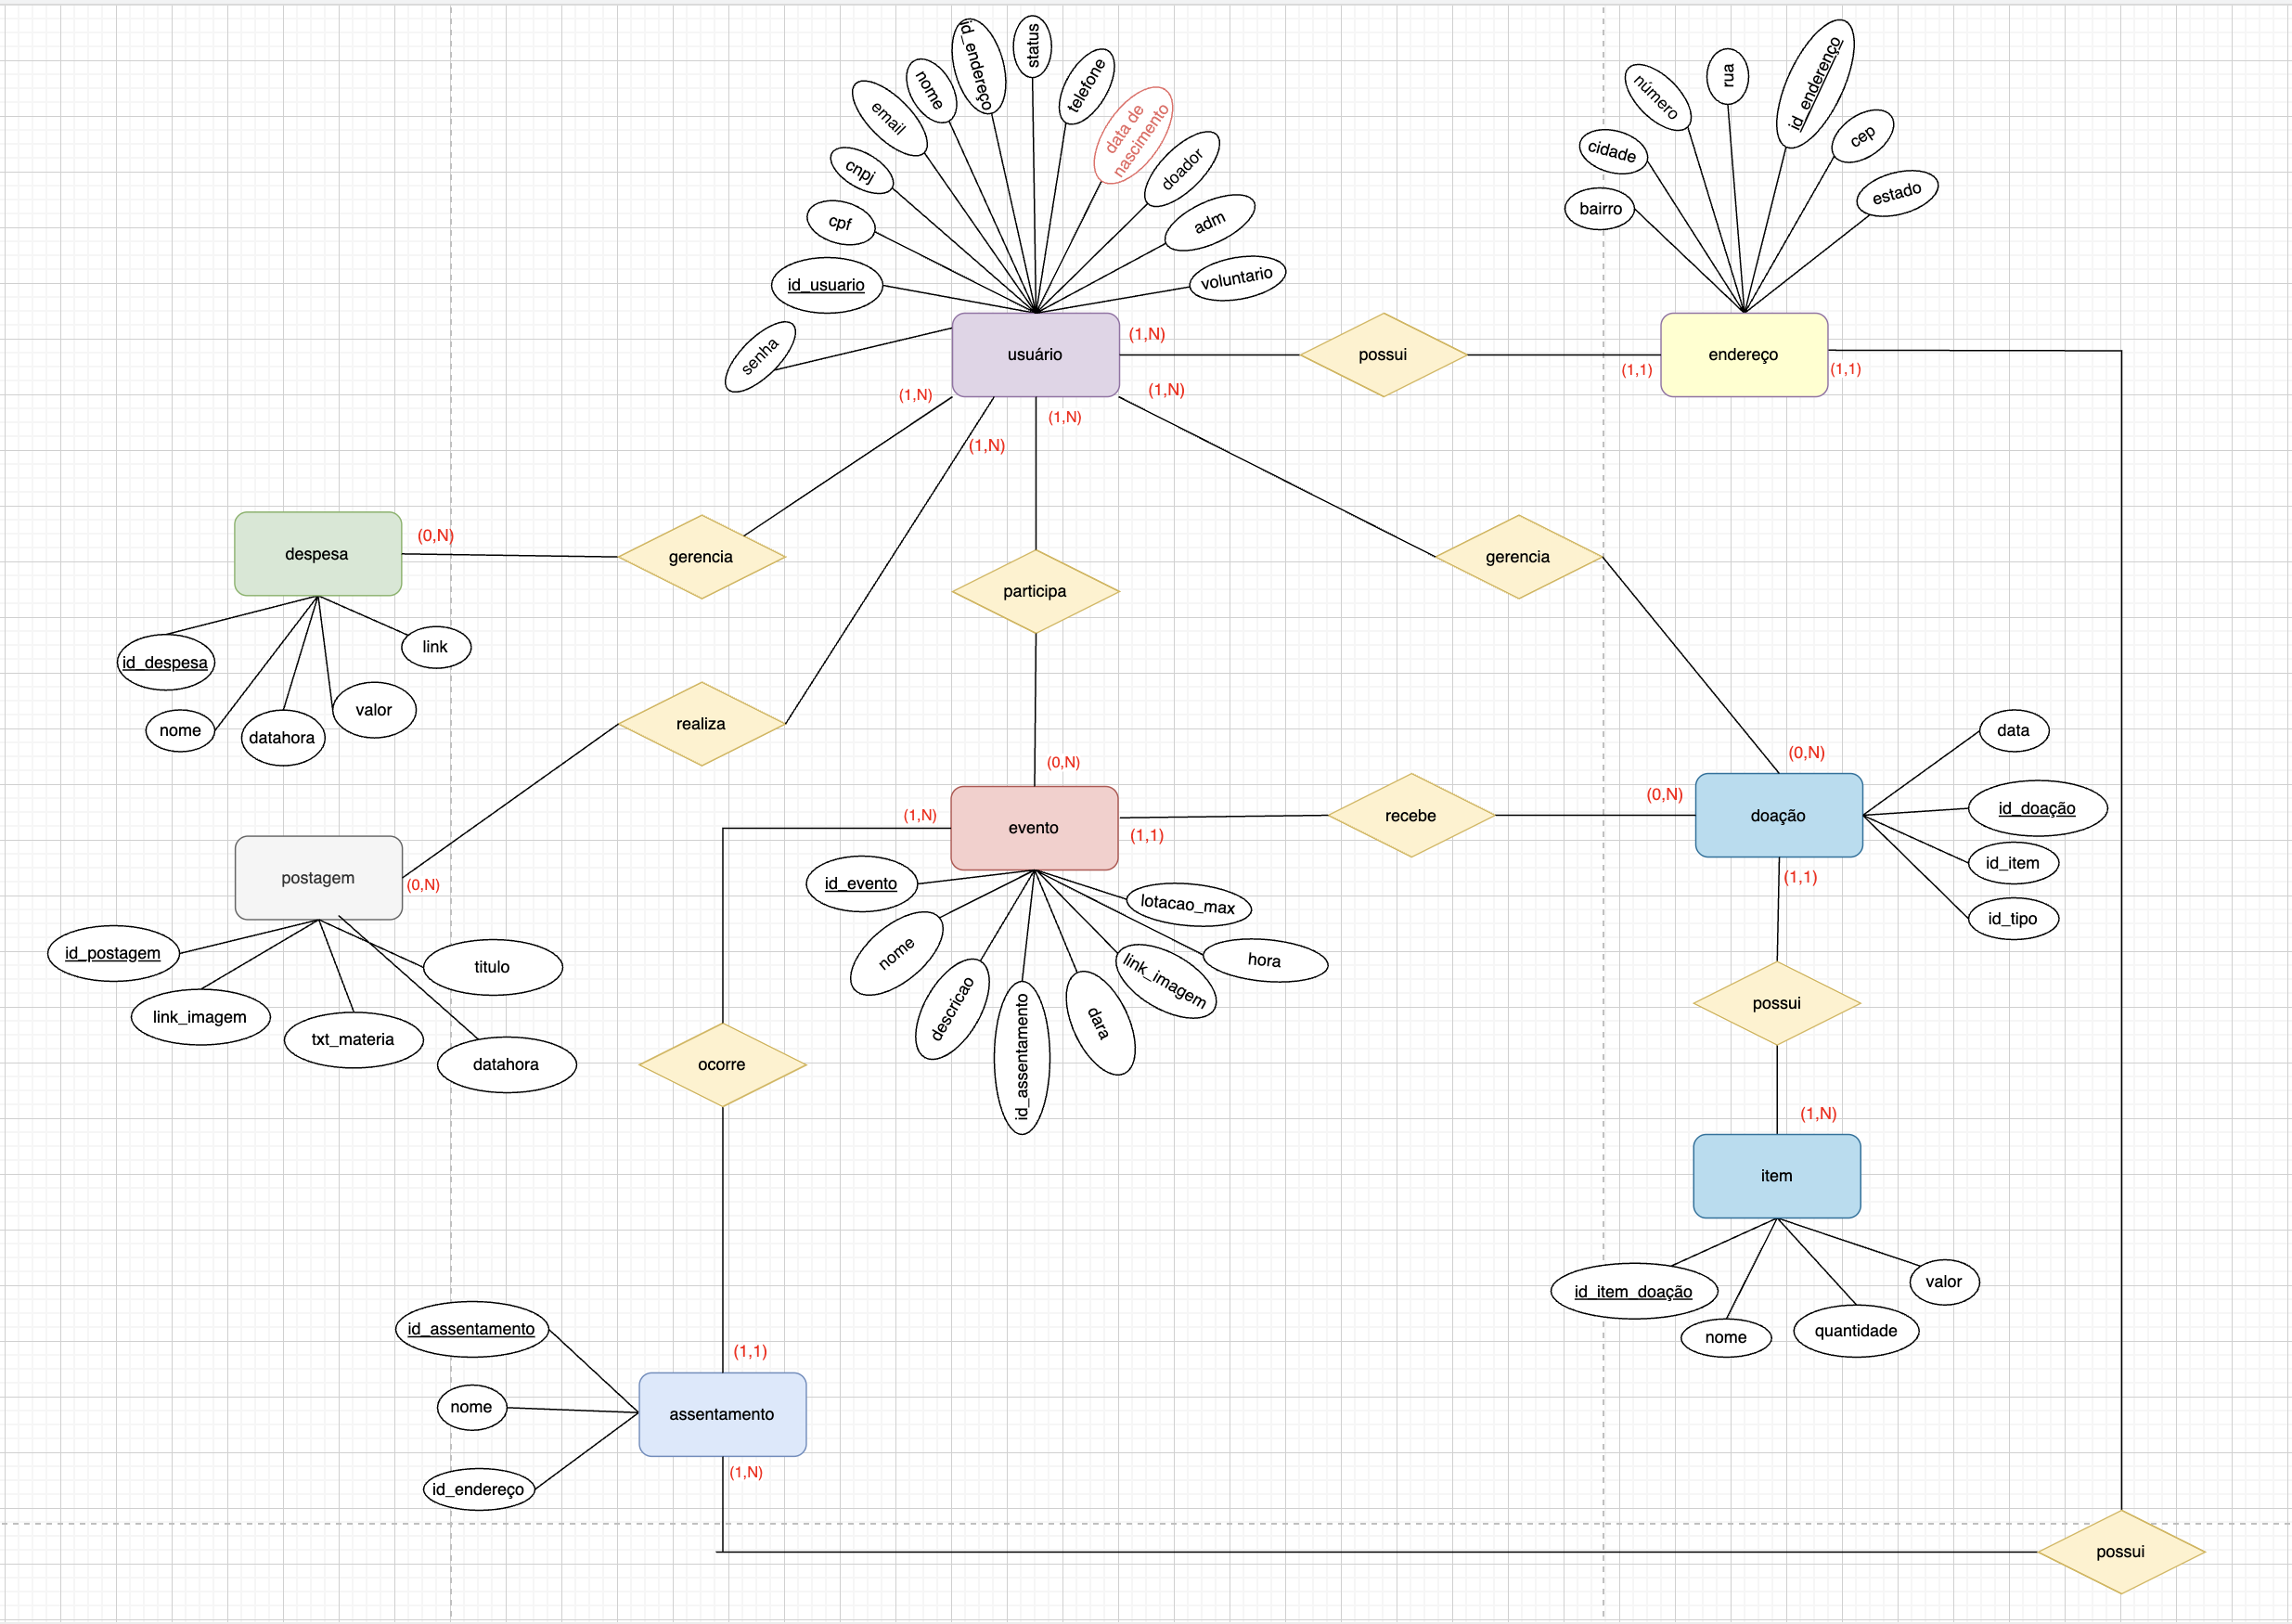 id_endereço
status
telefone
nome
email
data de
nascimento
doador
cnpj
cpf
adm
id_usuario
voluntario
senha
usuário
(1,N)
(1,N)
(1,N)
(1,N)
(1,N)
possui
id_enderenço
rua
número
cep
cidade
estado
bairro
endereço
(1,1)
(1,1)
despesa
(0,N)
gerencia
participa
gerencia
id_despesa
link
nome
datahora
valor
realiza
postagem
(0,N)
id_postagem
titulo
link_imagem
txt_materia
datahora
(0,N)
(1,N)
evento
(1,1)
recebe
(0,N)
(0,N)
doação
data
id_doação
id_item
id_tipo
(1,1)
id_evento
lotacao_max
nome
hora
link_imagem
descricao
id_assentamento
dara
ocorre
possui
(1,N)
item
id_item_doação
valor
nome
quantidade
id_assentamento
(1,1)
nome
assentamento
id_endereço
(1,N)
possui